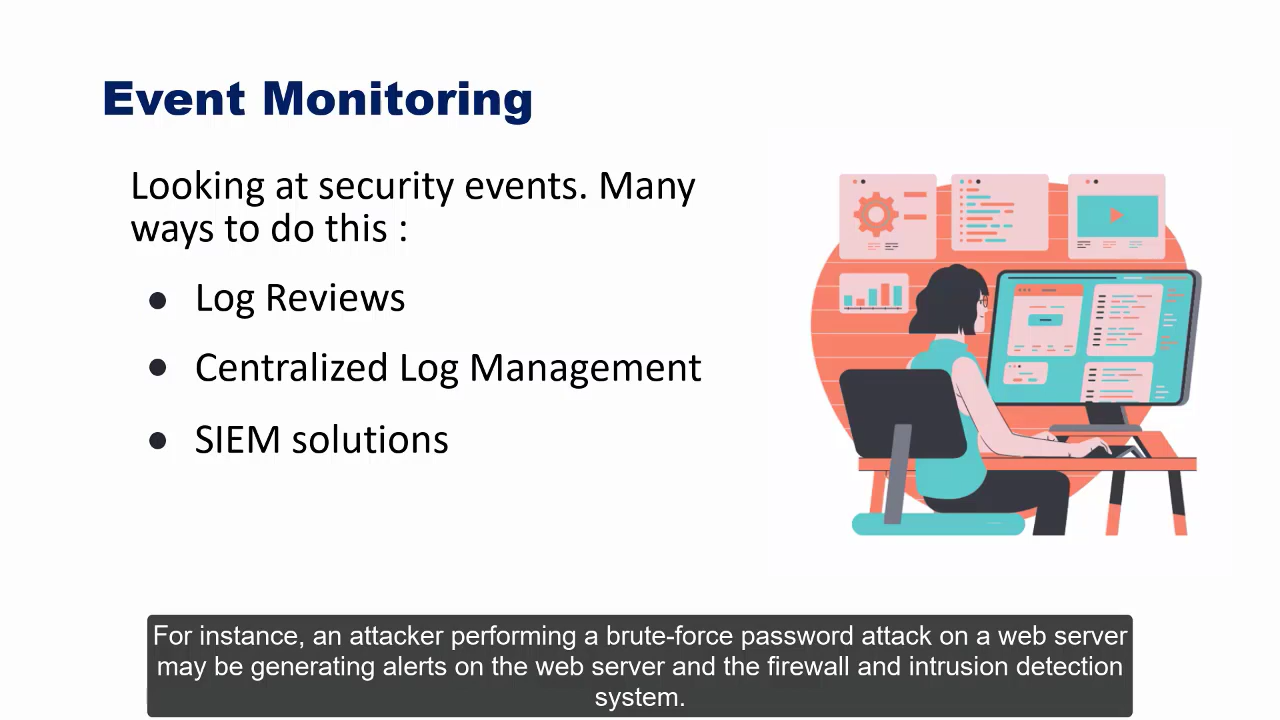 Event Monitoring
Looking at security events. Many
ways to do this :
● Log Reviews
● Centralized Log Management
● SIEM solutions
For instance, an attacker performing a brute-force password attack on a web server
may be generating alerts on the web server and the firewall and intrusion detection
system.